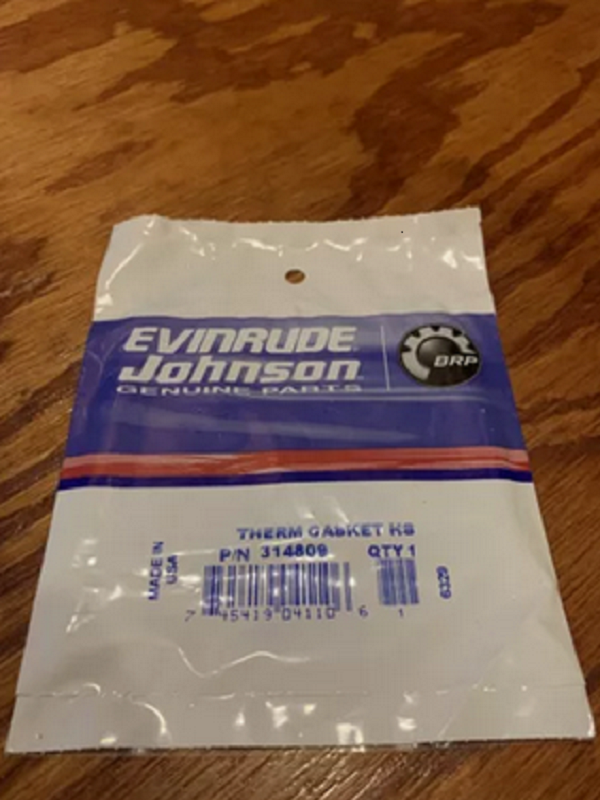 EVINRUDE
Johnson
GENUINE PARTS
BRP
THERM GASKET KS
P/N 314809 QTY 1
MADE IN
USA
7 45419 04110 6 1
6329